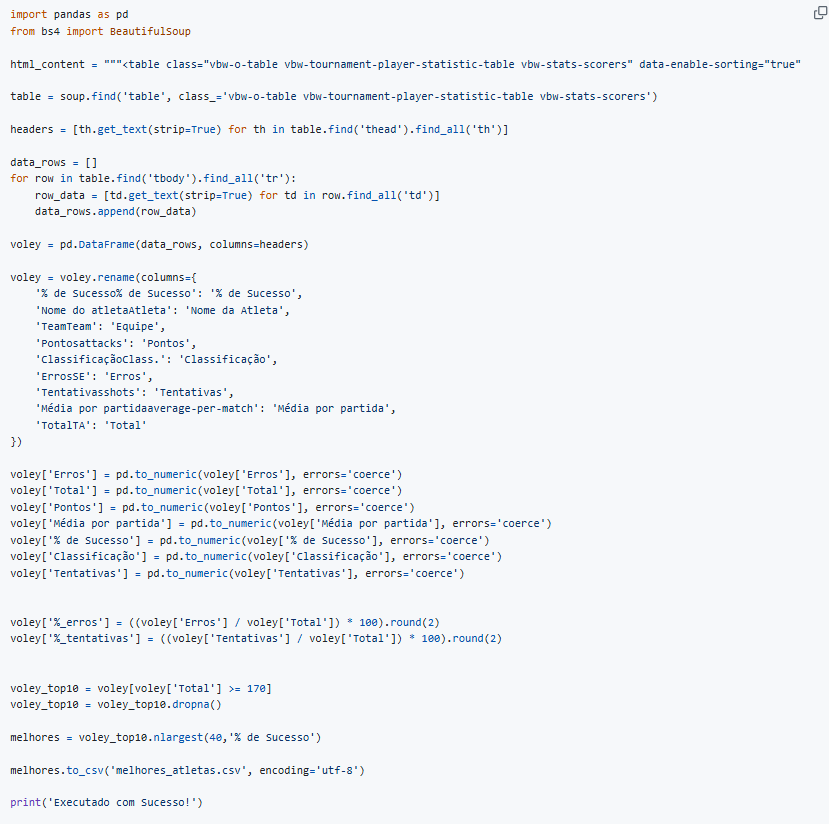 import pandas as pd
from bs4 import BeautifulSoup
html_content = """<table class="vbw-o-table vbw-tournament-player-statistic-table vbw-stats-scorers" data-enable-sorting="true"
table = soup.find('table', class_='vbw-o-table vbw-tournament-player-statistic-table vbw-stats-scorers')
headers = [th.get_text(strip=True) for th in table.find('thead').find_all('th')]
data_rows = []
for row in table.find('tbody').find_all('tr'):
    row_data = [td.get_text(strip=True) for td in row.find_all('td')]
    data_rows.append(row_data)
voley = pd.DataFrame(data_rows, columns=headers)
voley = voley.rename(columns={
    '% de Sucesso% de Sucesso': '% de Sucesso',
    'Nome do atletaAtleta': 'Nome da Atleta',
    'TeamTeam': 'Equipe',
    'Pontosattacks': 'Pontos',
    'ClassificaçãoClass.': 'Classificação',
    'ErrosSE': 'Erros',
    'Tentativasshots': 'Tentativas',
    'Média por partidaaverage-per-match': 'Média por partida',
    'TotalTA': 'Total'
})
voley['Erros'] = pd.to_numeric(voley['Erros'], errors='coerce')
voley['Total'] = pd.to_numeric(voley['Total'], errors='coerce')
voley['Pontos'] = pd.to_numeric(voley['Pontos'], errors='coerce')
voley['Média por partida'] = pd.to_numeric(voley['Média por partida'], errors='coerce')
voley['% de Sucesso'] = pd.to_numeric(voley['% de Sucesso'], errors='coerce')
voley['Classificação'] = pd.to_numeric(voley['Classificação'], errors='coerce')
voley['Tentativas'] = pd.to_numeric(voley['Tentativas'], errors='coerce')
voley['%_erros'] = ((voley['Erros'] / voley['Total']) * 100).round(2)
voley['%_tentativas'] = ((voley['Tentativas'] / voley['Total']) * 100).round(2)
voley_top10 = voley[voley['Total'] >= 170]
voley_top10 = voley_top10.dropna()
melhores = voley_top10.nlargest(40,'% de Sucesso')
melhores.to_csv('melhores_atletas.csv', encoding='utf-8')
print('Executado com Sucesso!')